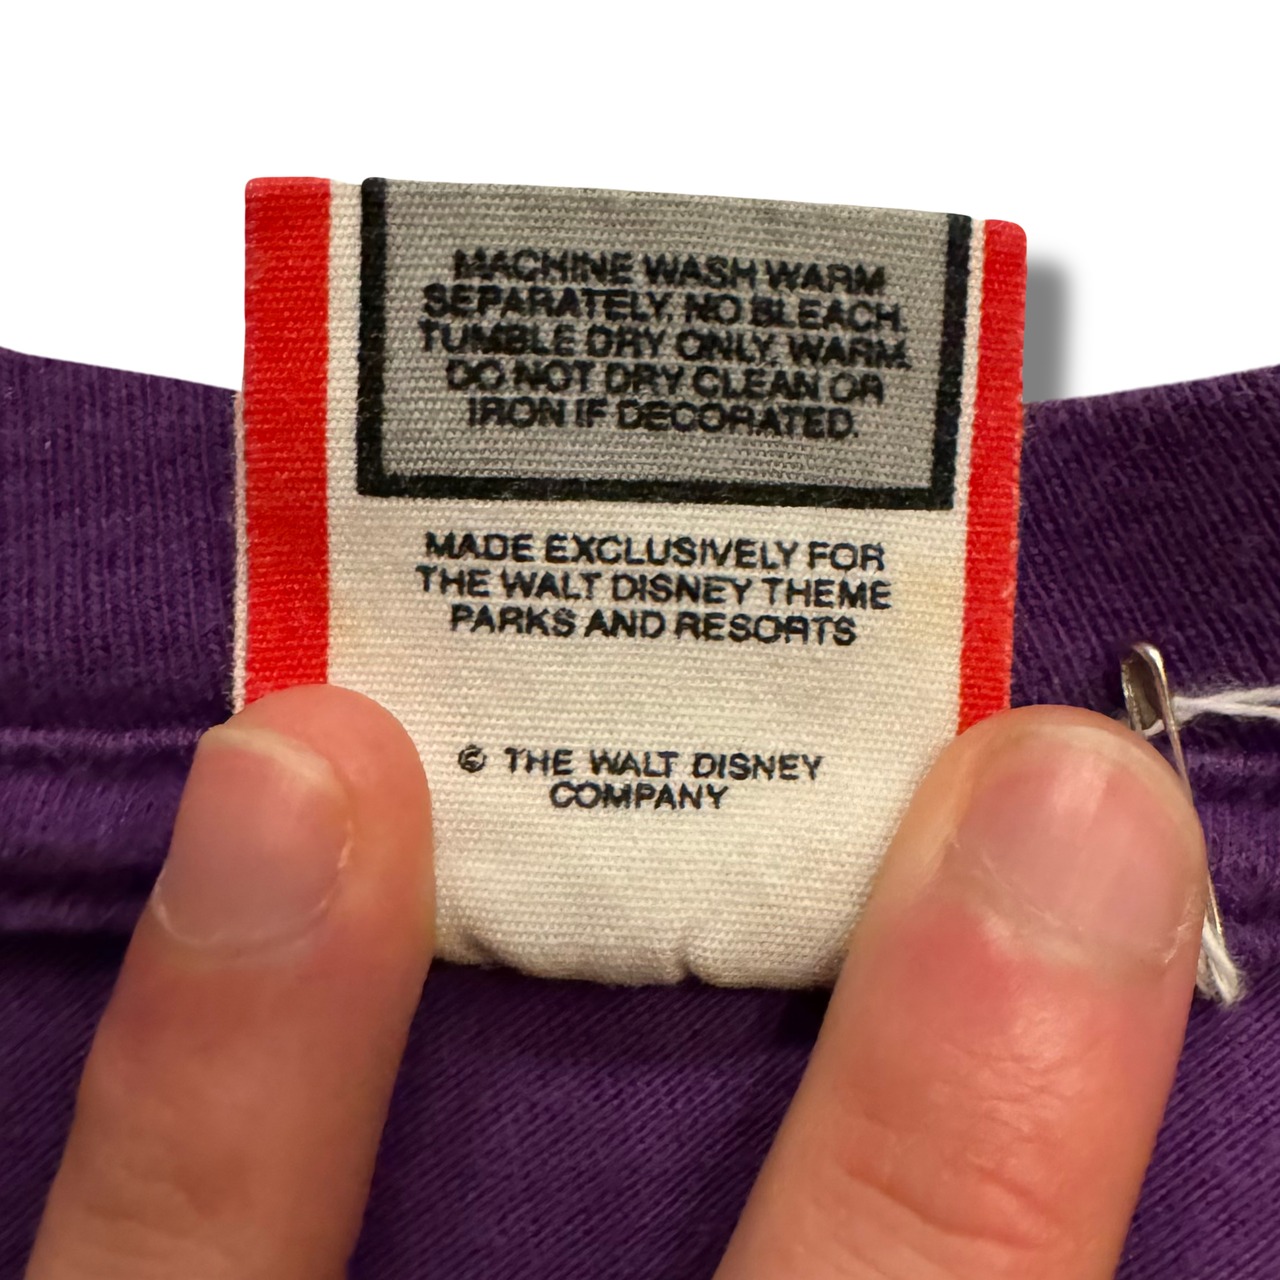 MACHINE WASH WARM
SEPARATELY. NO BLEACH.
TUMBLE DRY ONLY, WARM.
DO NOT DRY CLEAN OR
IRON IF DECORATED.
MADE EXCLUSIVELY FOR
THE WALT DISNEY THEME
PARKS AND RESORTS
© THE WALT DISNEY
COMPANY